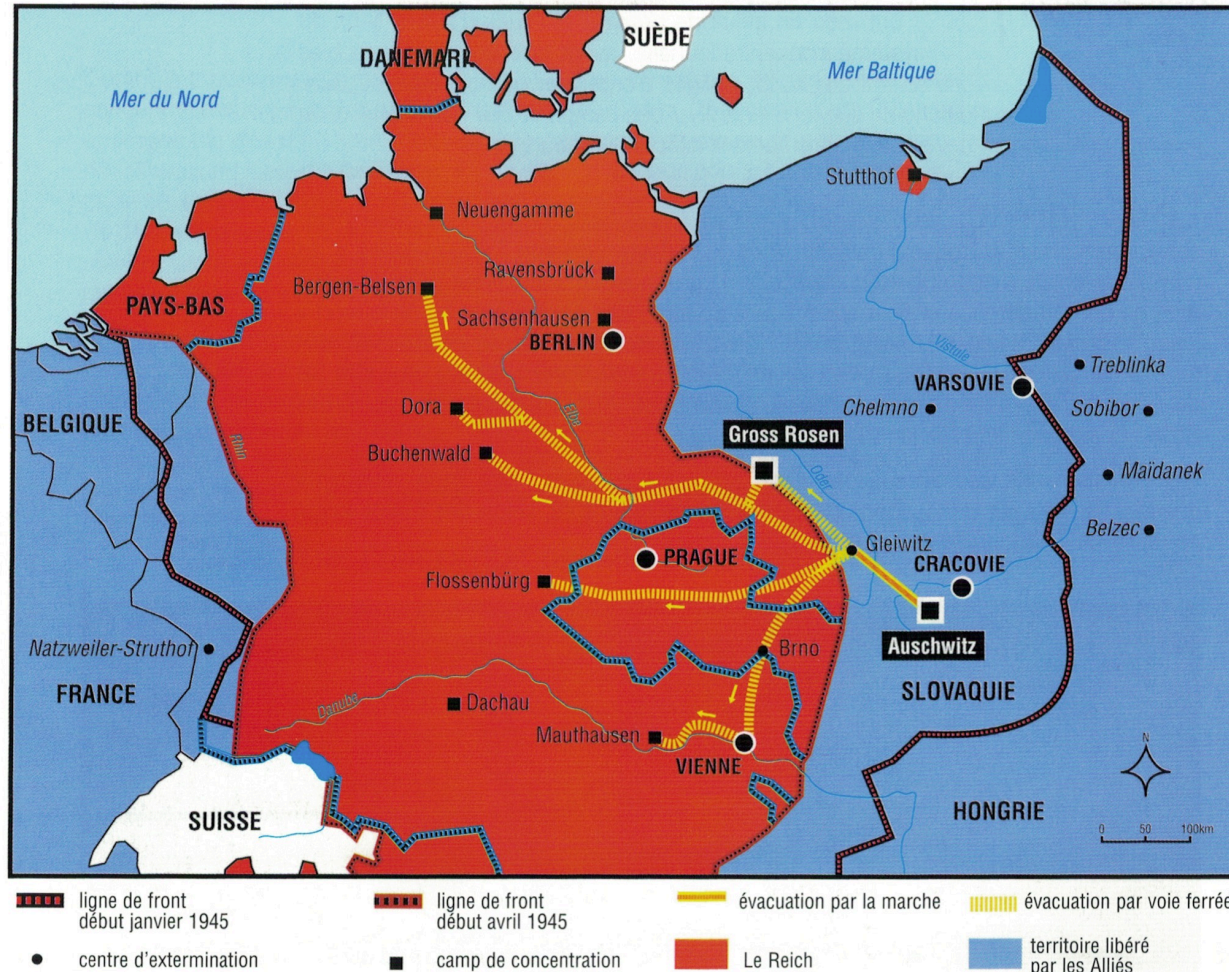 SUÈDE
DANEMARK
Mer du Nord
Mer Baltique
Stutthof
Neuengamme
Ravensbrück
Bergen-Belsen
PAYS-BAS
Sachsenhausen
BERLIN
Vistule
Treblinka
VARSOVIE
Chelmno
Sobibor
Dora
Elbe
BELGIQUE
Rhin
Gross Rosen
Buchenwald
Oder
Maïdanek
Belzec
Gleiwitz
PRAGUE
CRACOVIE
Flossenbürg
Auschwitz
Natzweiler-Struthof
Brno
FRANCE
SLOVAQUIE
Danube
Dachau
Mauthausen
VIENNE
N
SUISSE
HONGRIE
0 50 100km
ligne de front
début janvier 1945
ligne de front
début avril 1945
évacuation par la marche
évacuation par voie ferrée
centre d'extermination
camp de concentration
Le Reich
territoire libéré
par les Alliés